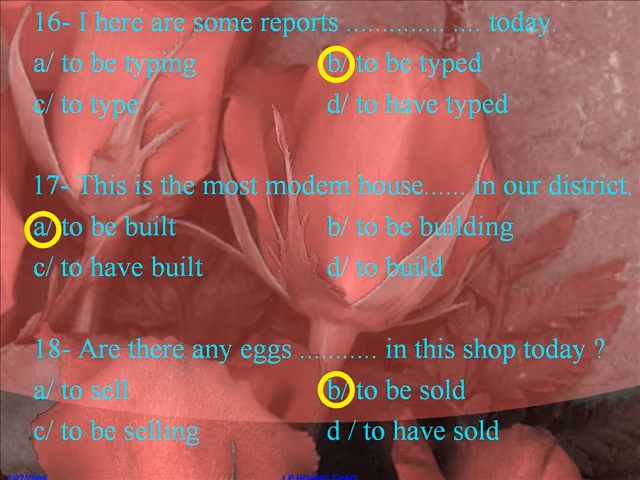 16- I here are some reports .............. .... today.
a/ to be typing
b/ to be typed
c/ to type
d/ to have typed
17- This is the most modem house...... in our district.
a/ to be built
b/ to be building
c/ to have built
d/ to build
18- Are there any eggs ........... in this shop today ?
a/ to sell
b/ to be sold
c/ to be selling
d / to have sold